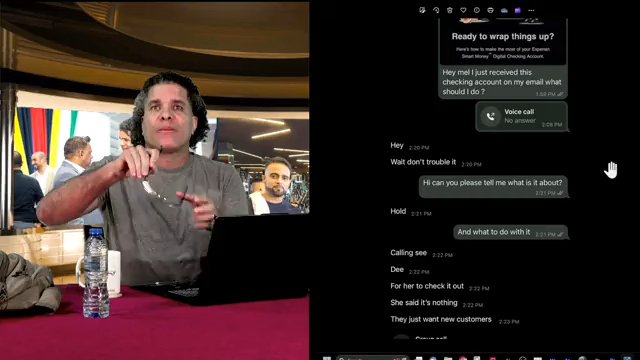 Ready to wrap things up?
Here's how to make the most of your Experian
Smart Money™ Digital Checking Account.
Hey mel I just received this
checking account on my email what
should I do ?
1:58 PM
Voice call
No answer
2:08 PM
Hey 2:20 PM
Wait don't trouble it 2:20 PM
Hi can you please tell me what is it about?
2:21 PM
Hold 2:21 PM
And what to do with it 2:21 PM
Calling see 2:22 PM
Dee 2:22 PM
For her to check it out 2:22 PM
She said it's nothing 2:22 PM
They just want new customers 2:23 PM
Group call